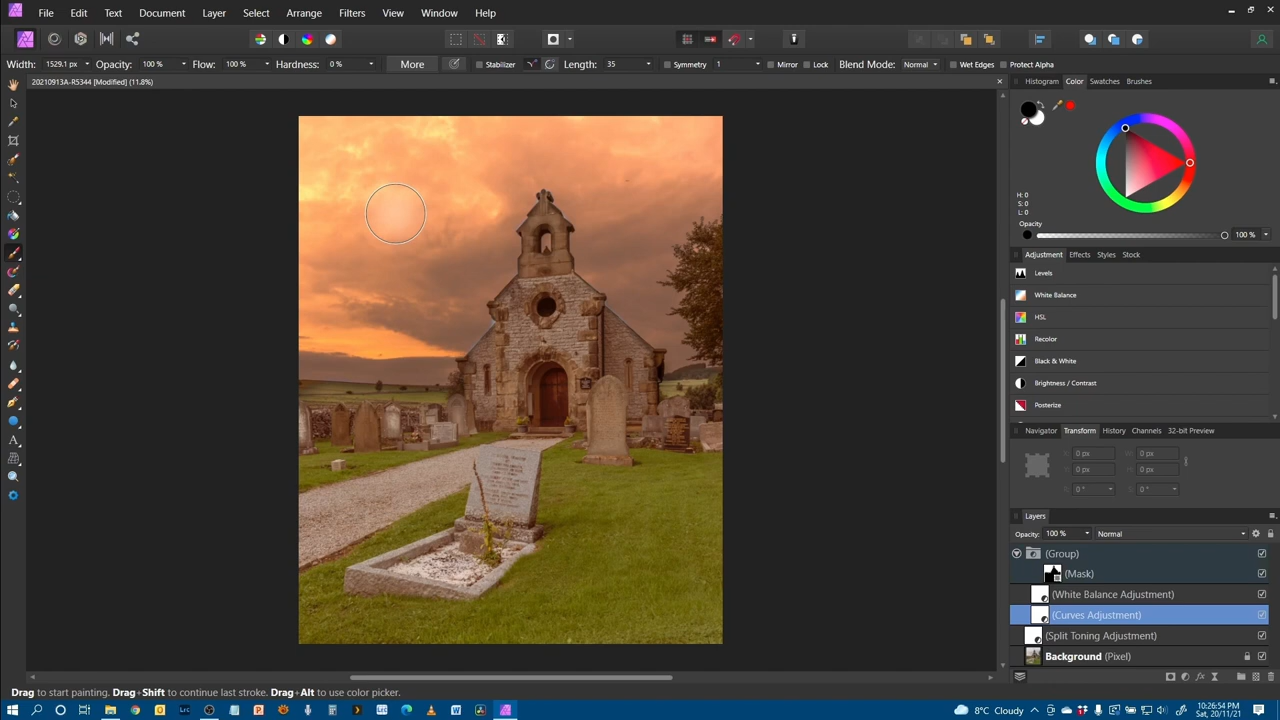 File Edit Text Document Layer Select Arrange Filters View Window Help
Width: 1529.1 px Opacity: 100 % Flow: 100 % Hardness: 0 % More Stabilizer Length: 35 Symmetry 1 Mirror Lock Blend Mode: Normal Wet Edges Protect Alpha
20210913A-R5344 [Modified] (11.8%)
Histogram Color Swatches Brushes
H: 0
S: 0
L: 0
Opacity
100 %
Adjustment Effects Styles Stock
Levels
White Balance
HSL
Recolor
Black & White
Brightness / Contrast
Posterize
Navigator Transform History Channels 32-bit Preview
0 px 0 px
0 px 0 px
0 ° 0 °
Layers
Opacity: 100 % Normal
(Group)
(Mask)
(White Balance Adjustment)
(Curves Adjustment)
(Split Toning Adjustment)
Background (Pixel)
Drag to start painting. Drag+Shift to continue last stroke. Drag+Alt to use color picker.
8°C Cloudy
10:26:54 PM
Sat, 20/11/21